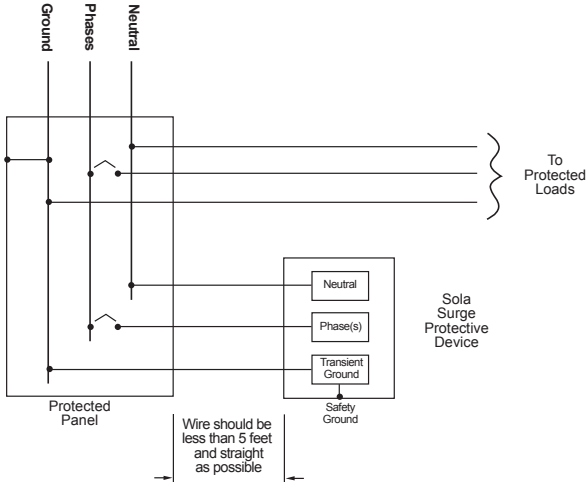 Ground
Phases
Neutral
To
Protected
Loads
Neutral
Phase(s)
Transient
Ground
Safety
Ground
Sola
Surge
Protective
Device
Protected
Panel
Wire should be
less than 5 feet
and straight
as possible